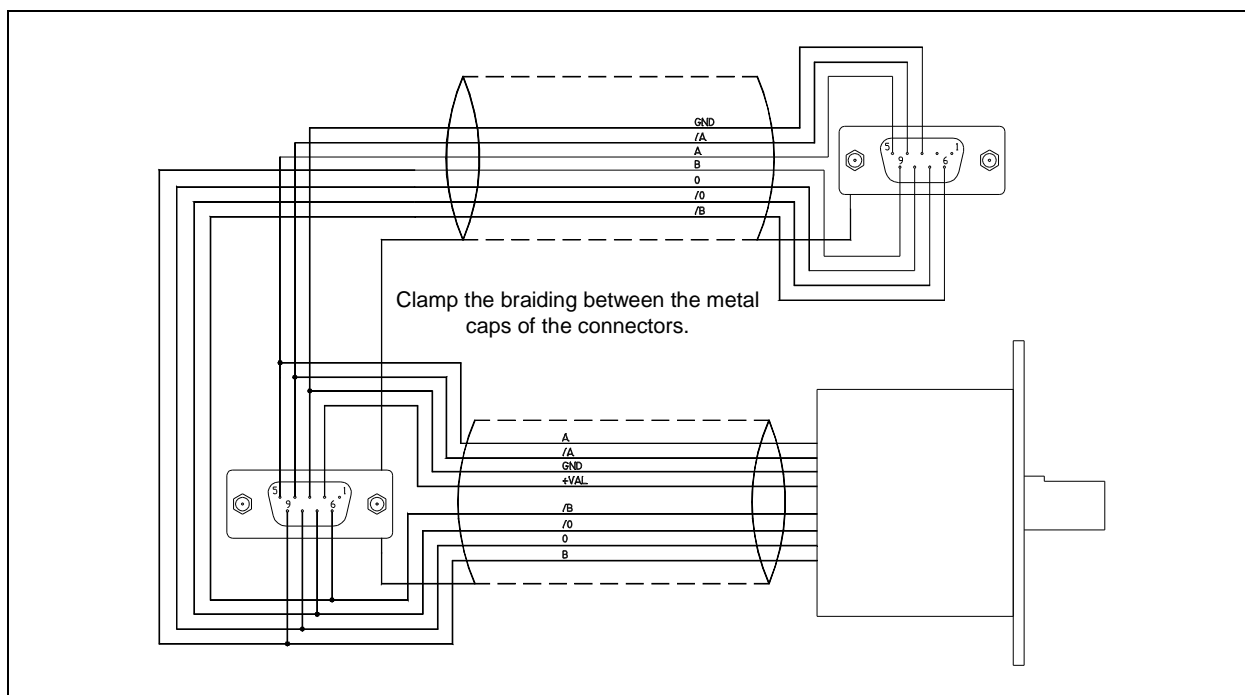 GND
/A
A
B
0
/0
/B
5
1
9
6
Clamp the braiding between the metal
caps of the connectors.
A
/A
GND
+VAL
/B
/0
0
B
5
1
9
6